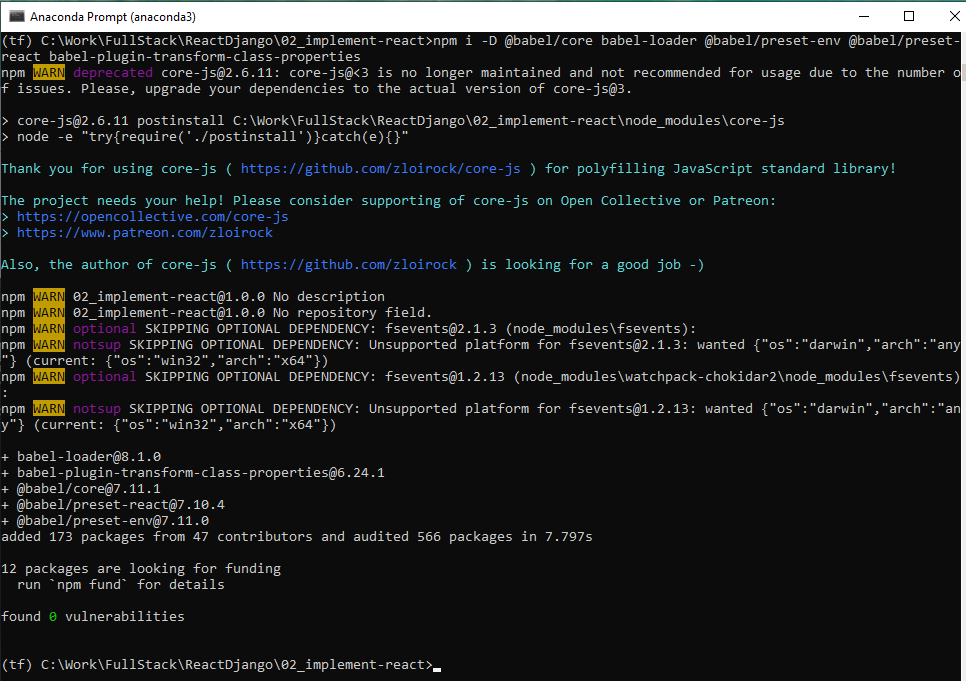 Anaconda Prompt (anaconda3)
(tf) C:\Work\FullStack\ReactDjango\02_implement-react>npm i -D @babel/core babel-loader @babel/preset-env @babel/preset-
react babel-plugin-transform-class-properties
npm WARN deprecated core-js@2.6.11: core-js@<3 is no longer maintained and not recommended for usage due to the number o
f issues. Please, upgrade your dependencies to the actual version of core-js@3.
> core-js@2.6.11 postinstall C:\Work\FullStack\ReactDjango\02_implement-react\node_modules\core-js
> node -e "try{require('./postinstall')}catch(e){}"
Thank you for using core-js ( https://github.com/zloirock/core-js ) for polyfilling JavaScript standard library!
The project needs your help! Please consider supporting of core-js on Open Collective or Patreon:
> https://opencollective.com/core-js
> https://www.patreon.com/zloirock
Also, the author of core-js ( https://github.com/zloirock ) is looking for a good job -)
npm WARN 02_implement-react@1.0.0 No description
npm WARN 02_implement-react@1.0.0 No repository field.
npm WARN optional SKIPPING OPTIONAL DEPENDENCY: fsevents@2.1.3 (node_modules\fsevents):
npm WARN notsup SKIPPING OPTIONAL DEPENDENCY: Unsupported platform for fsevents@2.1.3: wanted {"os":"darwin","arch":"any
"} (current: {"os":"win32","arch":"x64"})
npm WARN optional SKIPPING OPTIONAL DEPENDENCY: fsevents@1.2.13 (node_modules\watchpack-chokidar2\node_modules\fsevents)
:
npm WARN notsup SKIPPING OPTIONAL DEPENDENCY: Unsupported platform for fsevents@1.2.13: wanted {"os":"darwin","arch":"an
y"} (current: {"os":"win32","arch":"x64"})
+ babel-loader@8.1.0
+ babel-plugin-transform-class-properties@6.24.1
+ @babel/core@7.11.1
+ @babel/preset-react@7.10.4
+ @babel/preset-env@7.11.0
added 173 packages from 47 contributors and audited 566 packages in 7.797s
12 packages are looking for funding
run `npm fund` for details
found 0 vulnerabilities
(tf) C:\Work\FullStack\ReactDjango\02_implement-react>